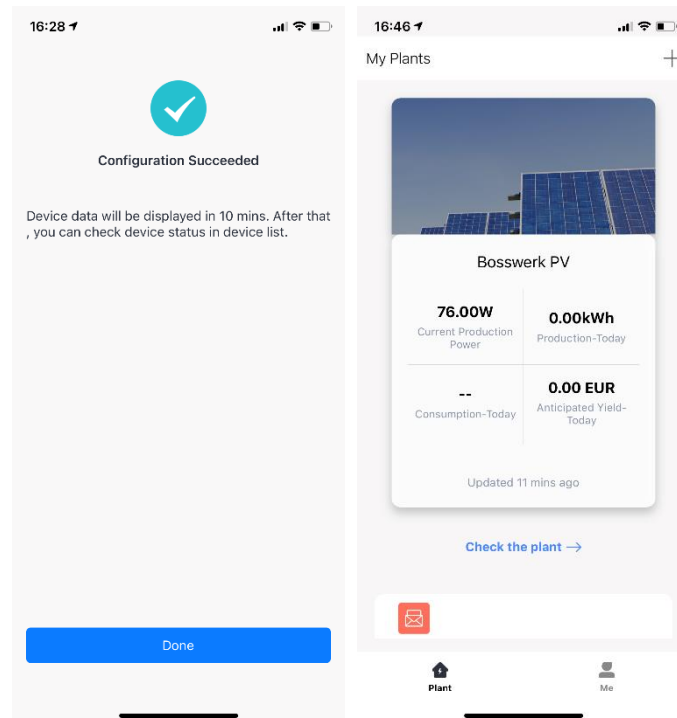 16:28
Configuration Succeeded
Device data will be displayed in 10 mins. After that
, you can check device status in device list.
Done
16:46
My Plants
Bosswerk PV
76.00W
Current Production
Power
0.00kWh
Production-Today
--
Consumption-Today
0.00 EUR
Anticipated Yield-
Today
Updated 11 mins ago
Check the plant →
Plant
Me